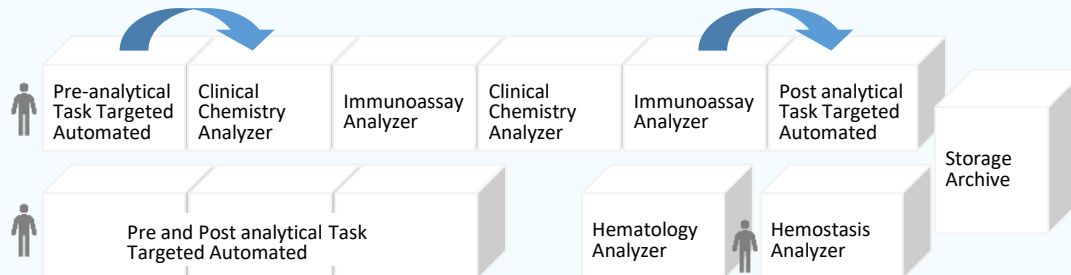 Pre-analytical
Task Targeted
Automated
Clinical
Chemistry
Analyzer
Immunoassay
Analyzer
Clinical
Chemistry
Analyzer
Immunoassay
Analyzer
Post analytical
Task Targeted
Automated
Storage
Archive
Pre and Post analytical Task
Targeted Automated
Hematology
Analyzer
Hemostasis
Analyzer